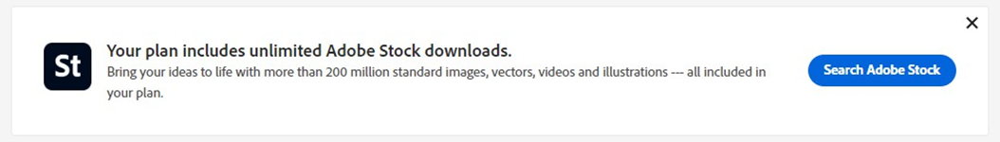 St
Your plan includes unlimited Adobe Stock downloads.
Bring your ideas to life with more than 200 million standard images, vectors, videos and illustrations --- all included in
your plan.
Search Adobe Stock